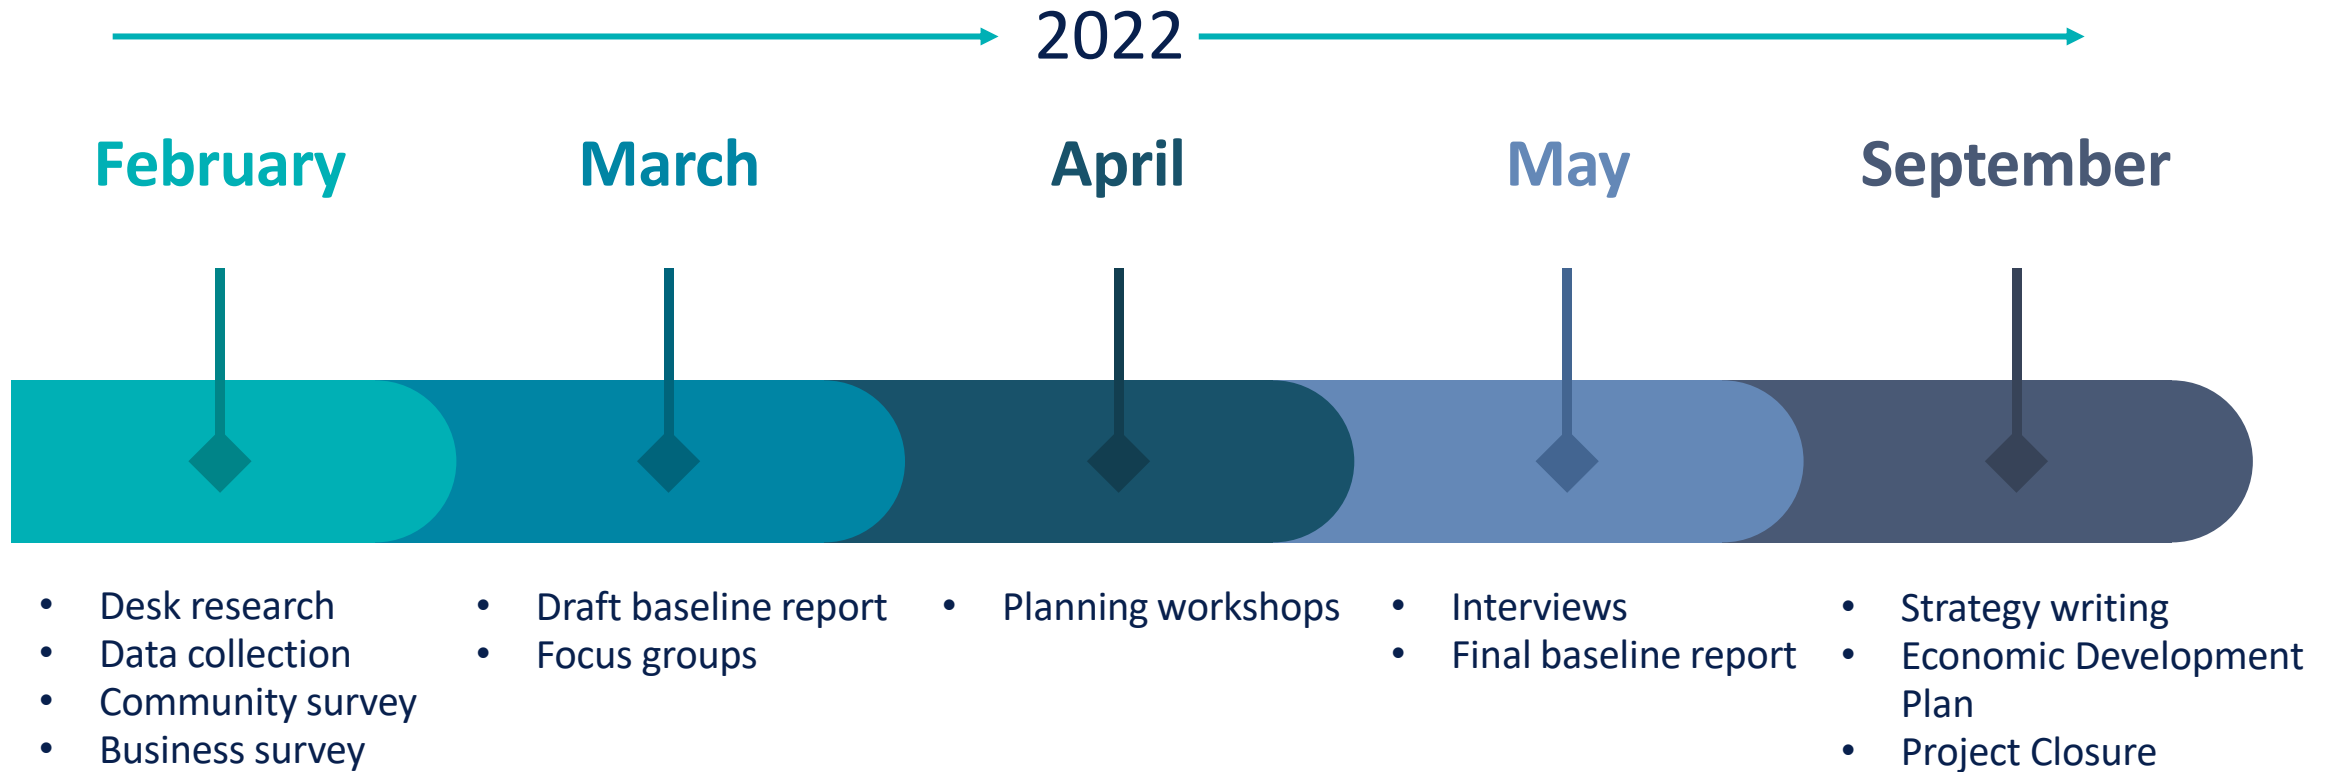 2022
February
March
April
May
September
• Desk research
• Data collection
• Community survey
• Business survey
• Draft baseline report
• Focus groups
• Planning workshops
• Interviews
• Final baseline report
• Strategy writing
• Economic Development
Plan
• Project Closure